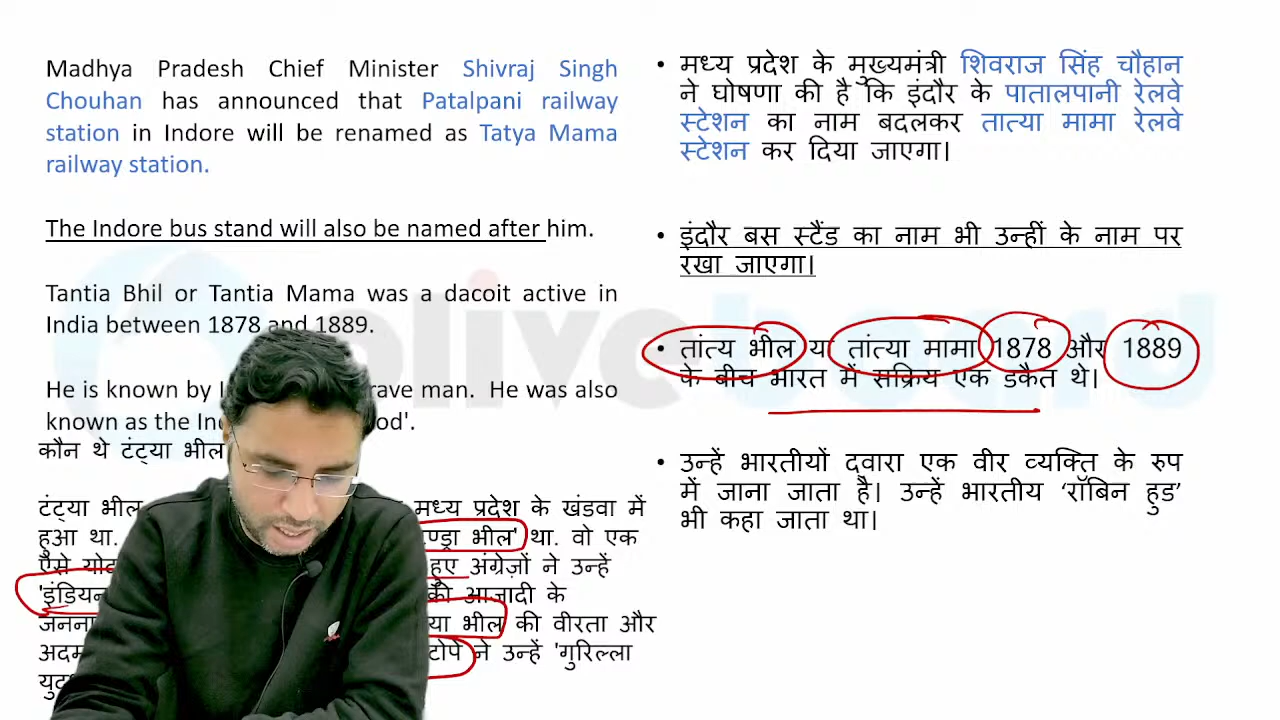 Madhya Pradesh Chief Minister Shivraj Singh
Chouhan has announced that Patalpani railway
station in Indore will be renamed as Tatya Mama
railway station.
The Indore bus stand will also be named after him.
Tantia Bhil or Tantia Mama was a dacoit active in
India between 1878 and 1889.
He is known by rave man. He was also
known as the
कौन थे टंट्या भील
टंट्या भील मध्य प्रदेश के खंडवा में
हुआ था. भील' था. वो एक
ऐसे हुए अंग्रेज़ों ने उन्हें
की आजादी के
भील की वीरता और
टोपे ने उन्हें 'गुरिल्ला
• मध्य प्रदेश के मुख्यमंत्री शिवराज सिंह चौहान
ने घोषणा की है कि इंदौर के पातालपानी रेलवे
स्टेशन का नाम बदलकर तात्या मामा रेलवे
स्टेशन कर दिया जाएगा।
• इंदौर बस स्टैंड का नाम भी उन्हीं के नाम पर
रखा जाएगा।
• तांत्य भील या तांत्या मामा 1878 और 1889
के बीच भारत में सक्रिय एक डकैत थे।
• उन्हें भारतीयों द्वारा एक वीर व्यक्ति के रुप
में जाना जाता है। उन्हें भारतीय ‘रॉबिन हुड’
भी कहा जाता था।
oliveboard